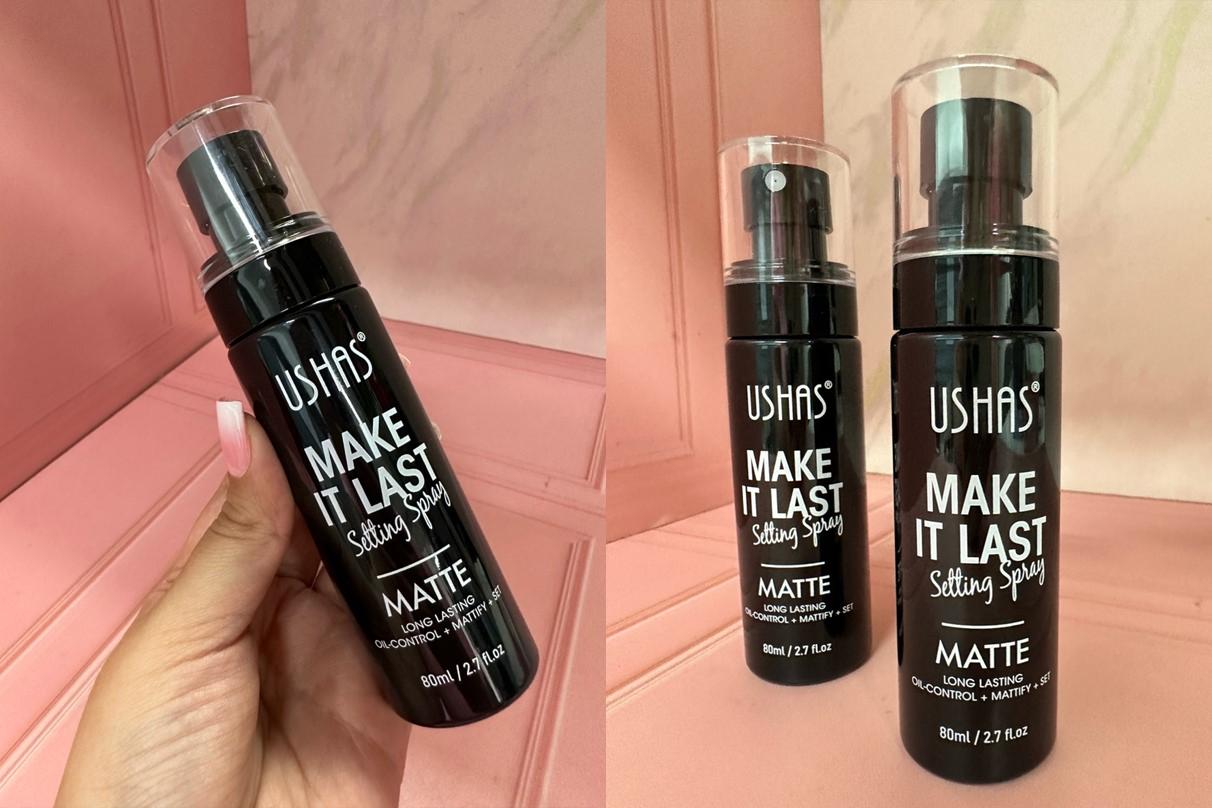 USHAS®
MAKE
IT LAST
Setting Spray
MATTE
LONG LASTING
OIL-CONTROL + MATTIFY + SET
80ml / 2.7 fl.oz
USHAS®
MAKE
IT LAST
Setting Spray
MATTE
LONG LASTING
OIL-CONTROL + MATTIFY + SET
80ml / 2.7 fl.oz
USHAS®
MAKE
IT LAST
Setting Spray
MATTE
LONG LASTING
OIL-CONTROL + MATTIFY + SET
80ml / 2.7 fl.oz